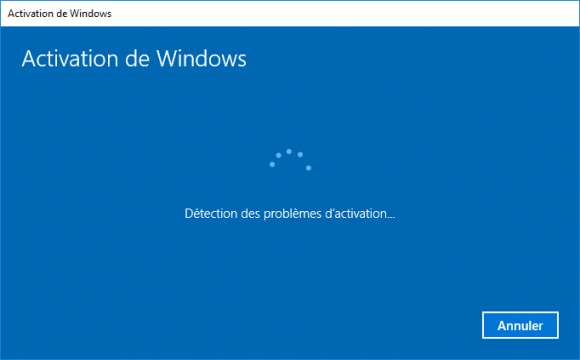 Activation de Windows
Activation de Windows
Détection des problèmes d'activation...
Annuler